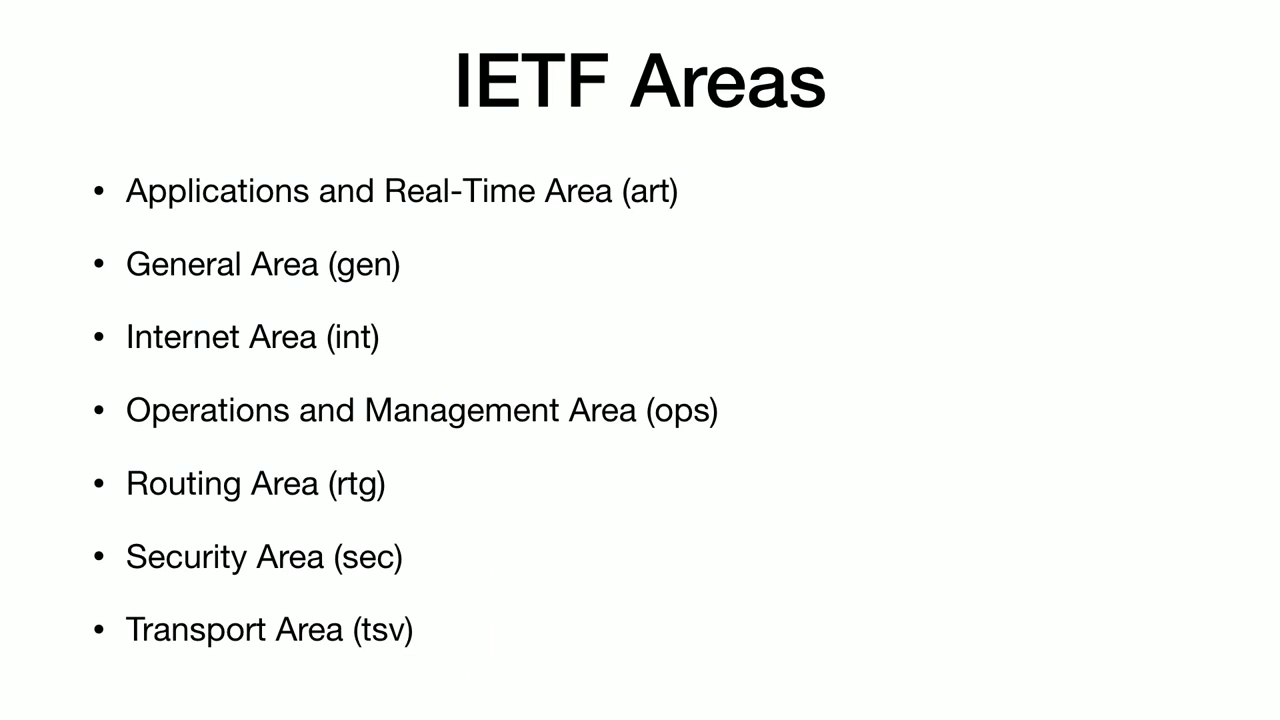 IETF Areas
• Applications and Real-Time Area (art)
• General Area (gen)
• Internet Area (int)
• Operations and Management Area (ops)
• Routing Area (rtg)
• Security Area (sec)
• Transport Area (tsv)